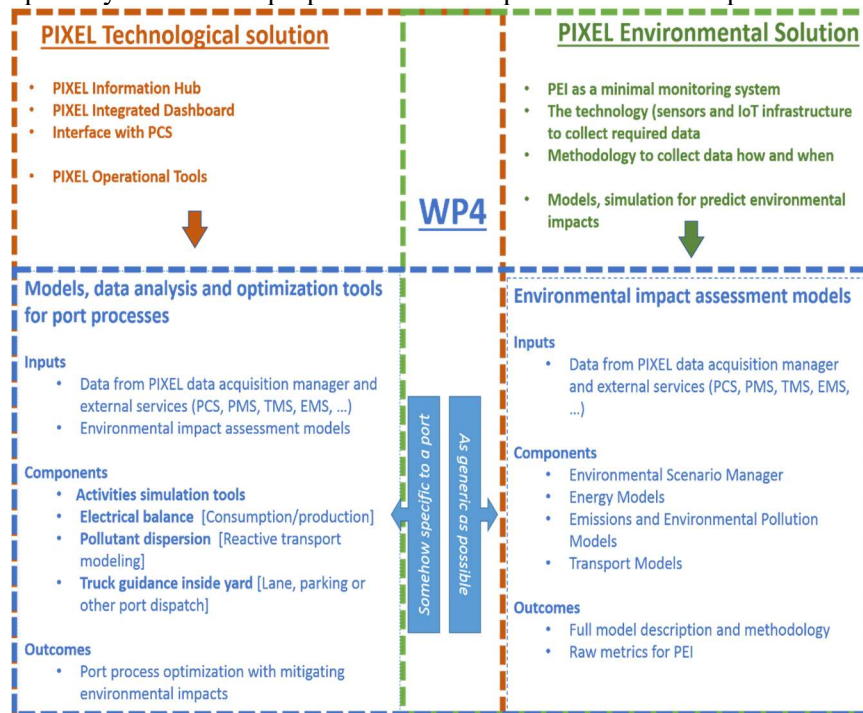 PIXEL Technological solution
• PIXEL Information Hub
• PIXEL Integrated Dashboard
• Interface with PCS
• PIXEL Operational Tools
PIXEL Environmental Solution
• PEI as a minimal monitoring system
• The technology (sensors and IoT infrastructure
to collect required data
• Methodology to collect data how and when
• Models, simulation for predict environmental
impacts
WP4
Models, data analysis and optimization tools
for port processes
Inputs
• Data from PIXEL data acquisition manager and
external services (PCS, PMS, TMS, EMS, ...)
• Environmental impact assessment models
Components
• Activities simulation tools
• Electrical balance [Consumption/production]
• Pollutant dispersion [Reactive transport
modeling]
• Truck guidance inside yard [Lane, parking or
other port dispatch]
Outcomes
• Port process optimization with mitigating
environmental impacts
Somehow specific to a port
As generic as possible
Environmental impact assessment models
Inputs
• Data from PIXEL data acquisition manager
and external services (PCS, PMS, TMS, EMS,
...)
Components
• Environmental Scenario Manager
• Energy Models
• Emissions and Environmental Pollution
Models
• Transport Models
Outcomes
• Full model description and methodology
• Raw metrics for PEI